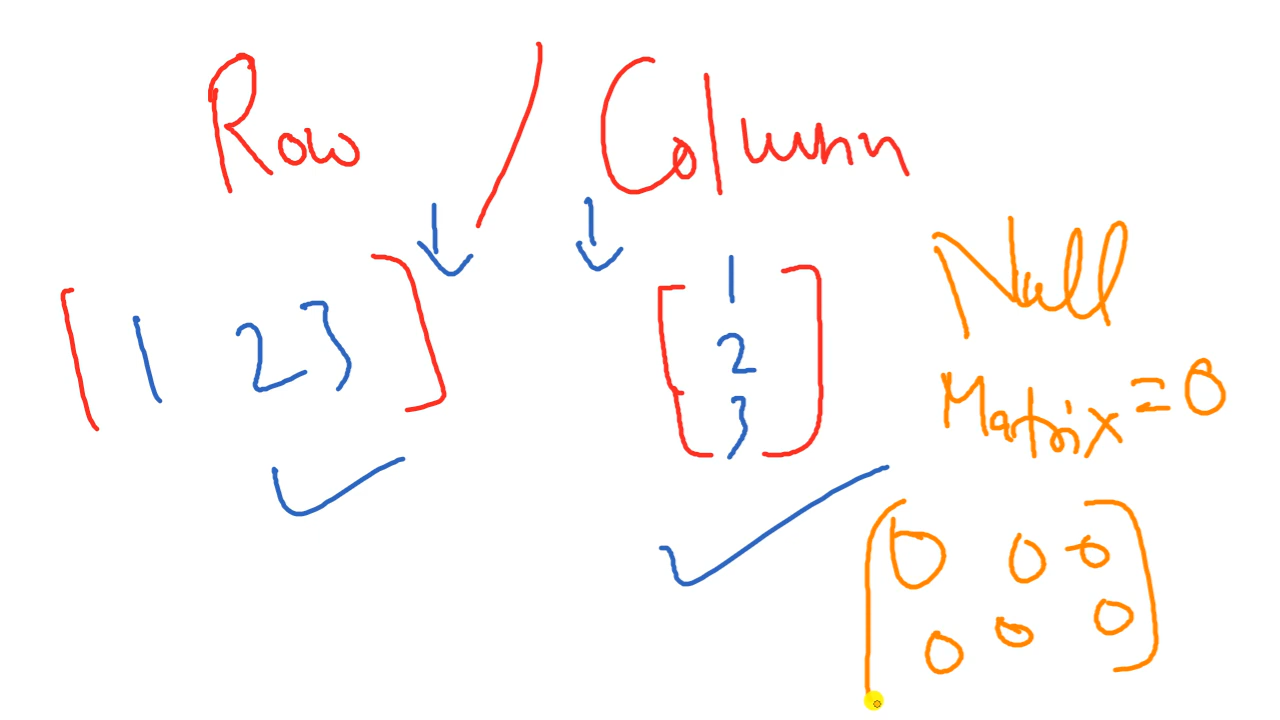 Row / Column
[ 1 2 3 ]
[ 1
2
3 ]
Null
Matrix = 0
[ 0 0 0
0 0 0 ]